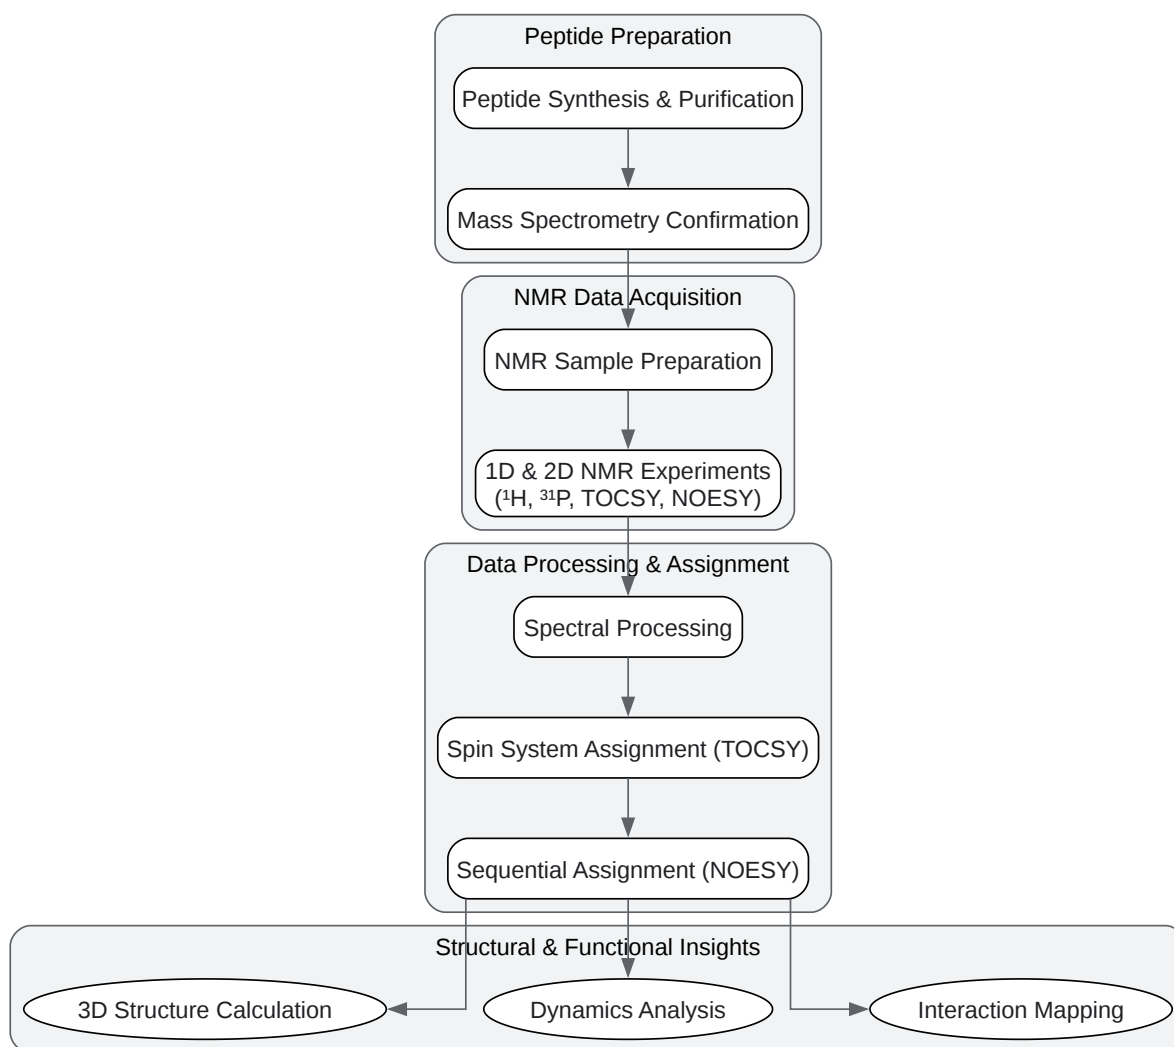 Peptide Preparation
Peptide Synthesis & Purification
Mass Spectrometry Confirmation
NMR Data Acquisition
NMR Sample Preparation
1D & 2D NMR Experiments
(¹H, ³¹P, TOCSY, NOESY)
Data Processing & Assignment
Spectral Processing
Spin System Assignment (TOCSY)
Sequential Assignment (NOESY)
Structural & Functional Insights
3D Structure Calculation
Dynamics Analysis
Interaction Mapping